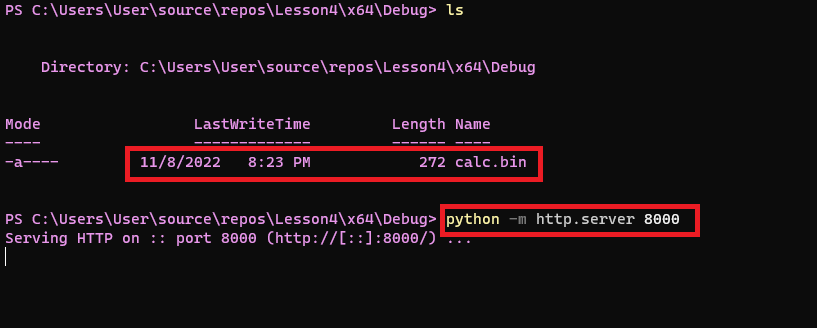 PS C:\Users\User\source\repos\Lesson4\x64\Debug> ls
Directory: C:\Users\User\source\repos\Lesson4\x64\Debug
Mode LastWriteTime Length Name
---- ------------- ------ ----
-a---- 11/8/2022 8:23 PM 272 calc.bin
PS C:\Users\User\source\repos\Lesson4\x64\Debug> python -m http.server 8000
Serving HTTP on :: port 8000 (http://[::]:8000/) ...